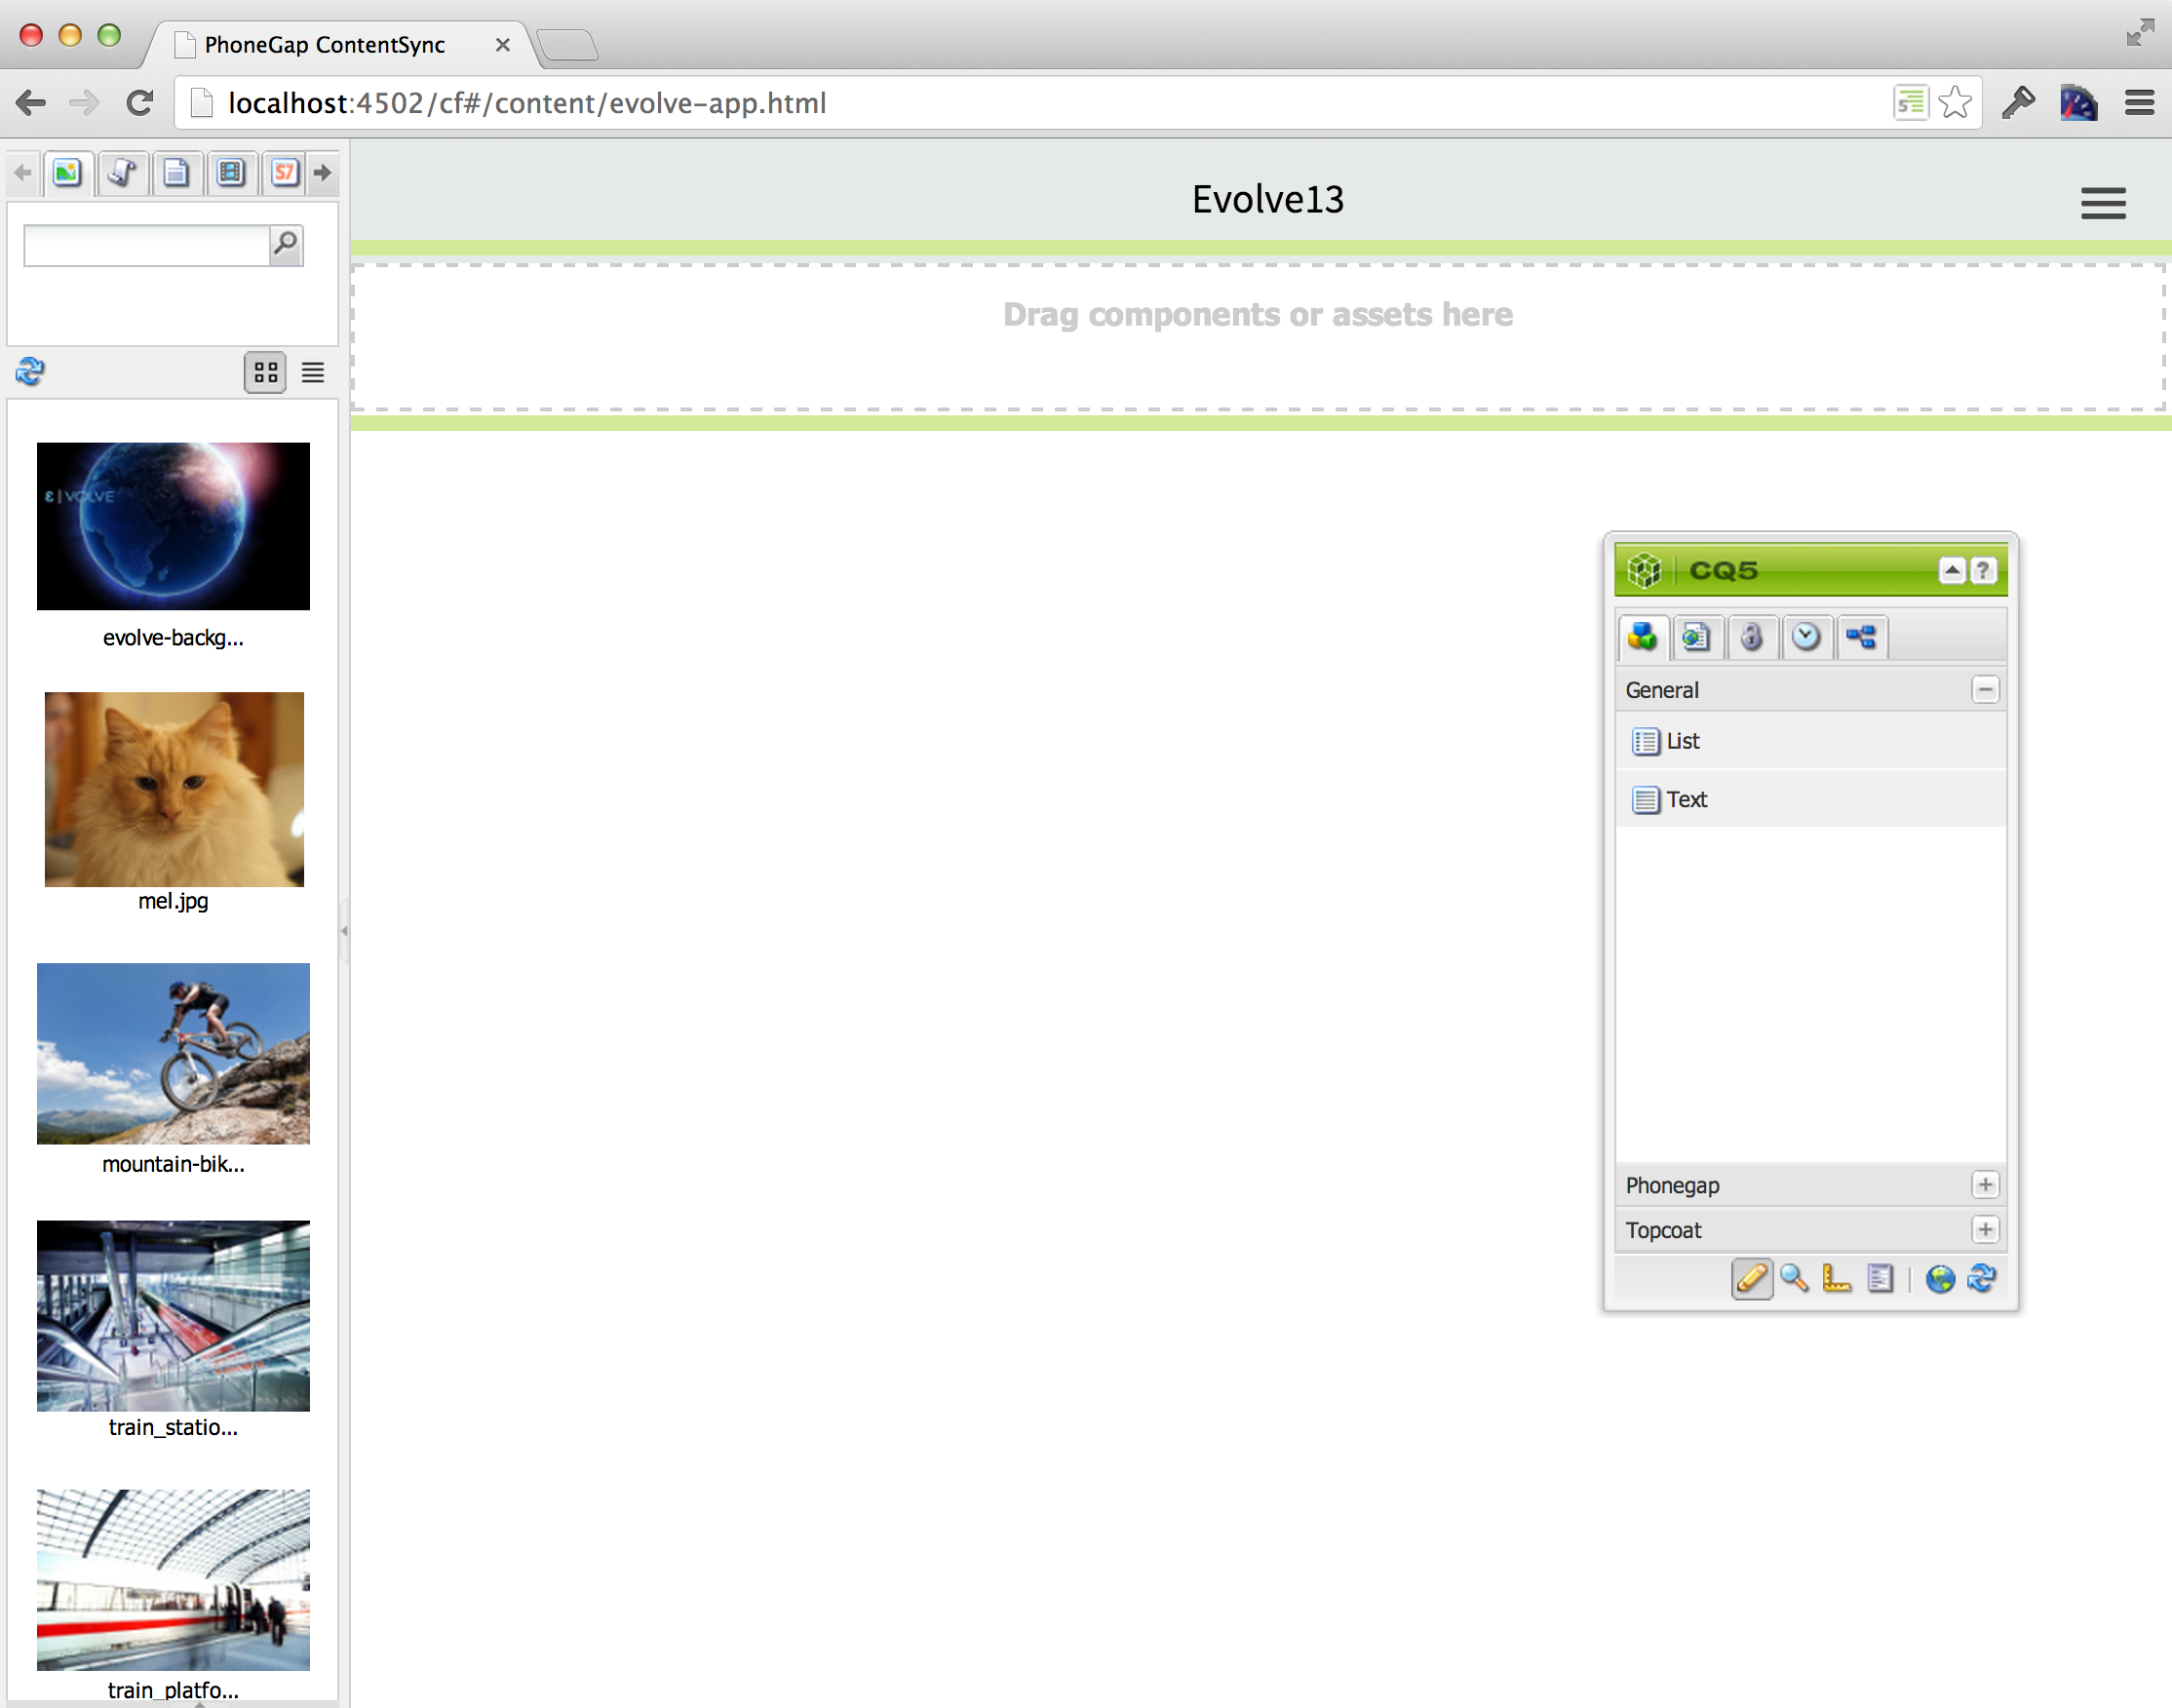 PhoneGap ContentSync
localhost:4502/cf#/content/evolve-app.html
S7
Evolve13
Drag components or assets here
ε|VOLVE
evolve-backg...
mel.jpg
mountain-bik...
train_statio...
train_platfo...
CQ5
?
General
List
Text
Phonegap
Topcoat